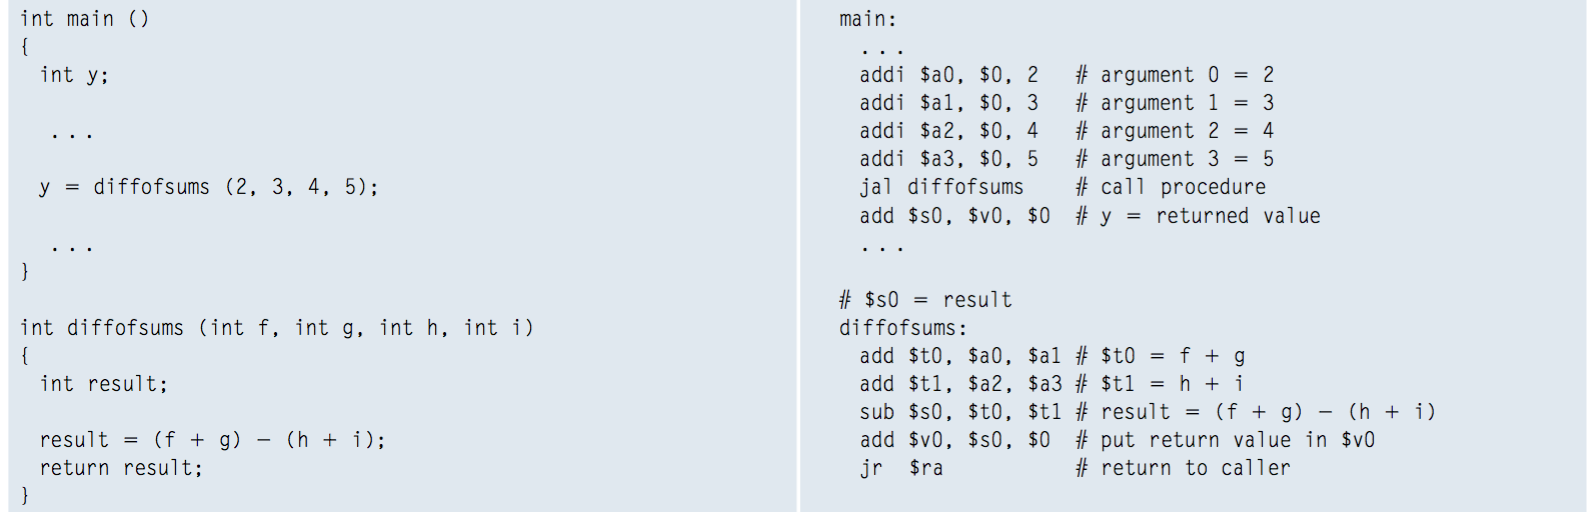 int main ()
{
int y;
. . .
y = diffofsums (2, 3, 4, 5);
. . .
}
int diffofsums (int f, int g, int h, int i)
{
int result;
result = (f + g) − (h + i);
return result;
}
main:
. . .
addi $a0, $0, 2 # argument 0 = 2
addi $a1, $0, 3 # argument 1 = 3
addi $a2, $0, 4 # argument 2 = 4
addi $a3, $0, 5 # argument 3 = 5
jal diffofsums # call procedure
add $s0, $v0, $0 # y = returned value
. . .
# $s0 = result
diffofsums:
add $t0, $a0, $a1 # $t0 = f + g
add $t1, $a2, $a3 # $t1 = h + i
sub $s0, $t0, $t1 # result = (f + g) − (h + i)
add $v0, $s0, $0 # put return value in $v0
jr $ra # return to caller